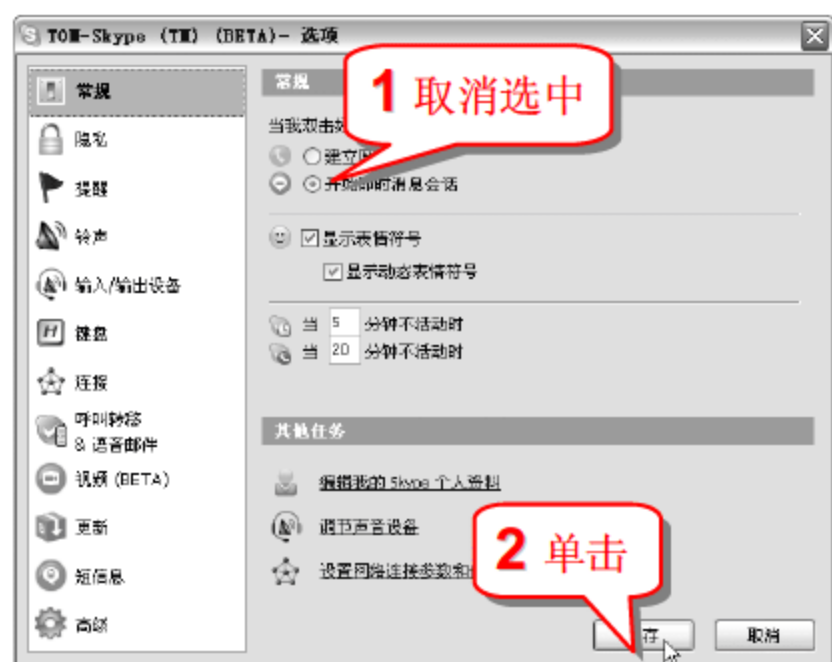 TOM-Skype (TM) (BETA)- 选项
常规
隐私
提醒
铃声
输入/输出设备
H 键盘
连接
呼叫转移
& 语音邮件
视频 (BETA)
更新
短信息
高级
常规
1 取消选中
当我双击
建立
开始即时消息会话
显示表情符号
显示动态表情符号
当 5 分钟不活动时
当 20 分钟不活动时
其他任务
编辑我的 Skype 个人资料
调节声音设备
设置网络连接参数和
2 单击
存
取消